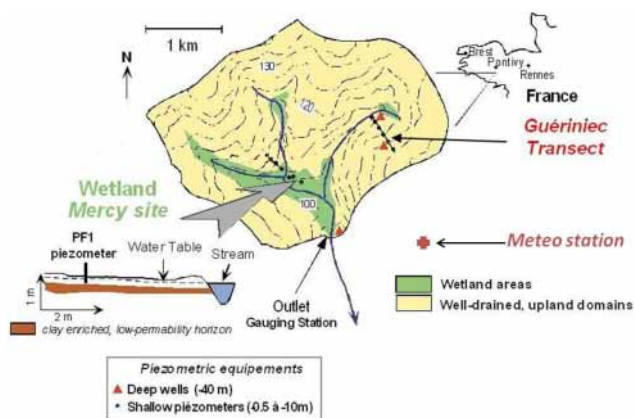 1 km
N
130
120
100
Brest
Pontivy
Rennes
France
Guériniec
Transect
Wetland
Mercy site
PF1
piezometer
Water Table
Stream
1 m
2 m
clay enriched, low-permability horizon
Outlet
Gauging Station
Meteo station
Wetland areas
Well-drained, upland domains
Piezometric equipements
Deep wells (-40 m)
Shallow piézometers (-0.5 à -10m)